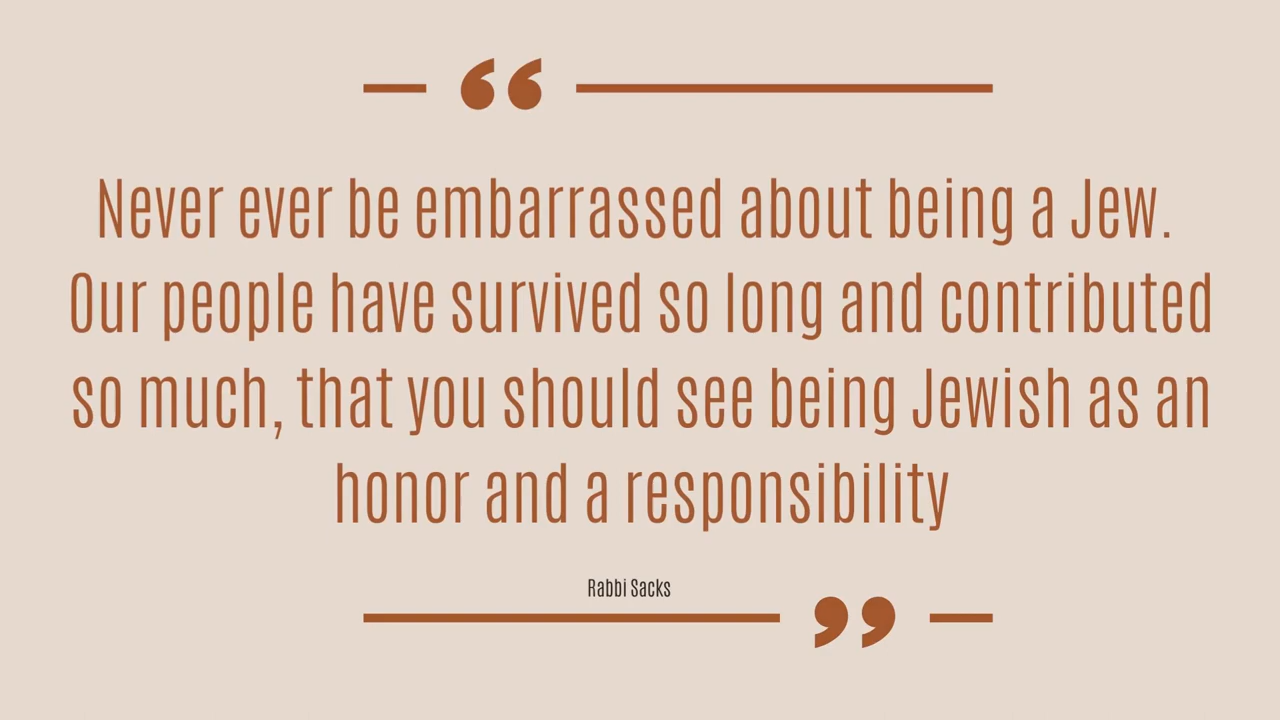 “
Never ever be embarrassed about being a Jew.
Our people have survived so long and contributed
so much, that you should see being Jewish as an
honor and a responsibility
Rabbi Sacks
”